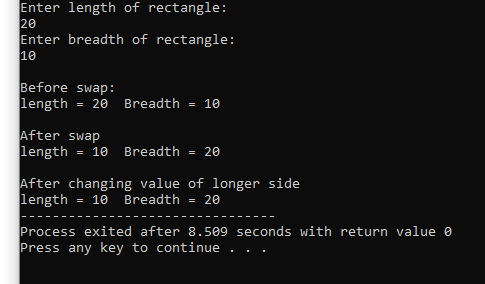 Enter length of rectangle:
20
Enter breadth of rectangle:
10
Before swap:
length = 20  Breadth = 10
After swap
length = 10  Breadth = 20
After changing value of longer side
length = 10  Breadth = 20
--------------------------------
Process exited after 8.509 seconds with return value 0
Press any key to continue . . .